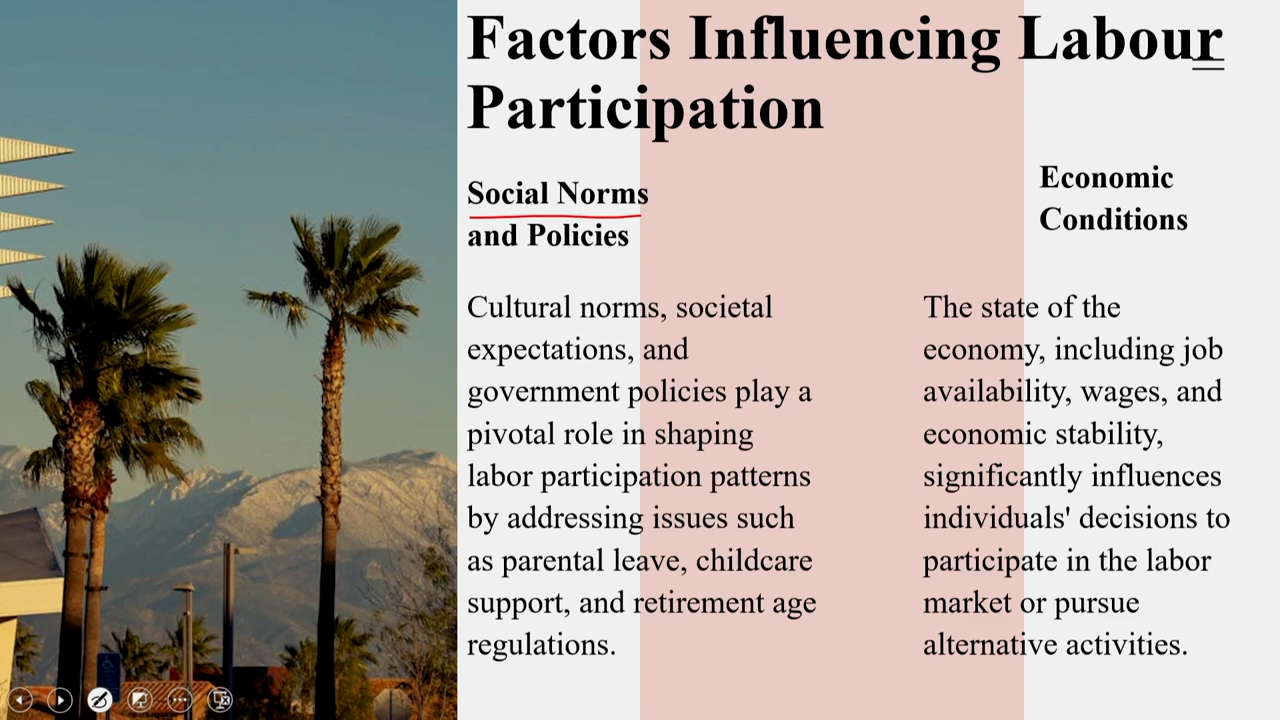 Factors Influencing Labour
Participation
Social Norms
and Policies
Cultural norms, societal
expectations, and
government policies play a
pivotal role in shaping
labor participation patterns
by addressing issues such
as parental leave, childcare
support, and retirement age
regulations.
Economic
Conditions
The state of the
economy, including job
availability, wages, and
economic stability,
significantly influences
individuals' decisions to
participate in the labor
market or pursue
alternative activities.